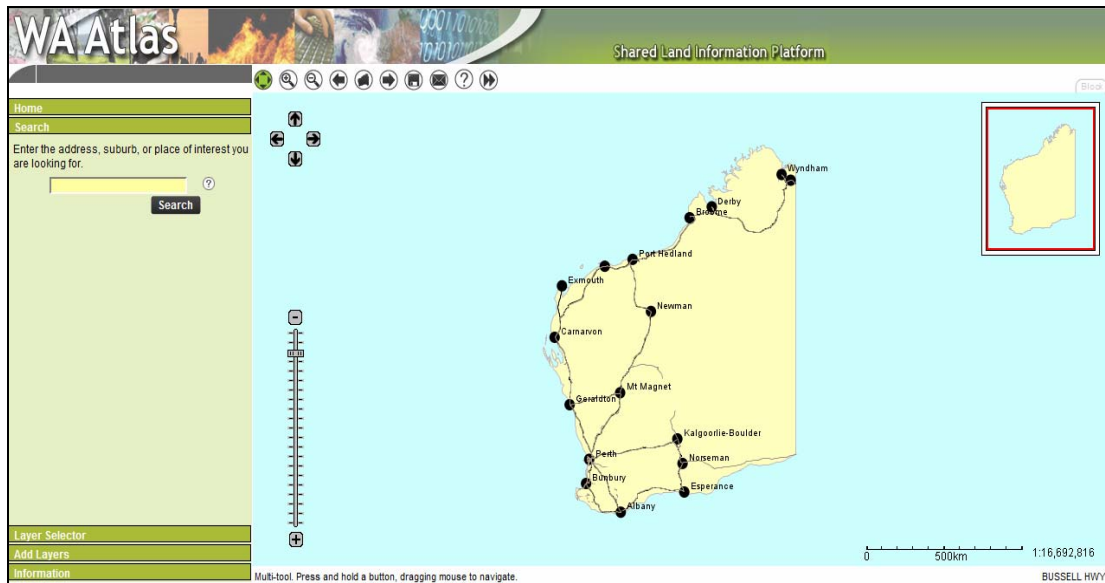 WA Atlas
Shared Land Information Platform
Block
Home
Search
Enter the address, suburb, or place of interest you
are looking for.
?
Search
Wyndham
Derby
Broome
Port Hedland
Exmouth
Newman
Carnarvon
Mt Magnet
Geraldton
Kalgoorlie-Boulder
Perth
Norseman
Bunbury
Esperance
Albany
Layer Selector
Add Layers
Information
0 500km 1:16,692,816
Multi-tool. Press and hold a button, dragging mouse to navigate.
BUSSELL HWY